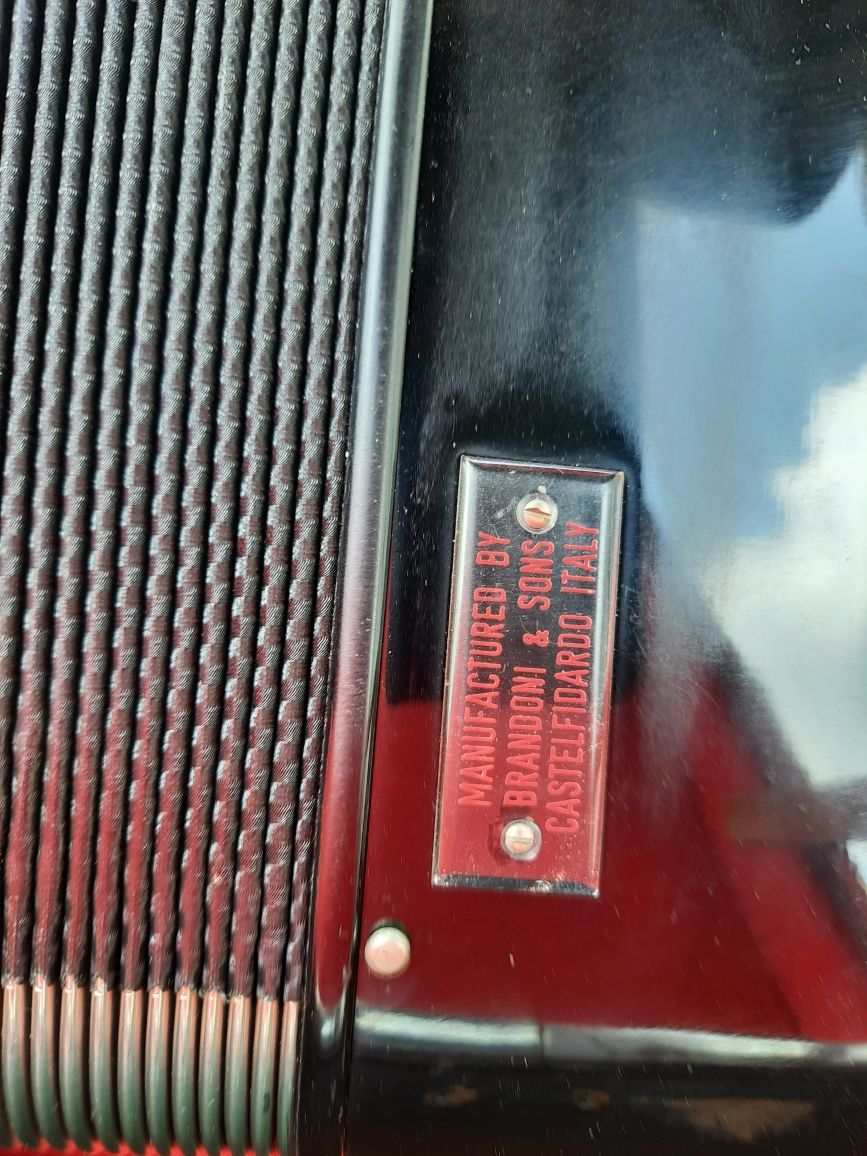 MANUFACTURED BY
BRANDONI & SONS
CASTELFIDARDO ITALY